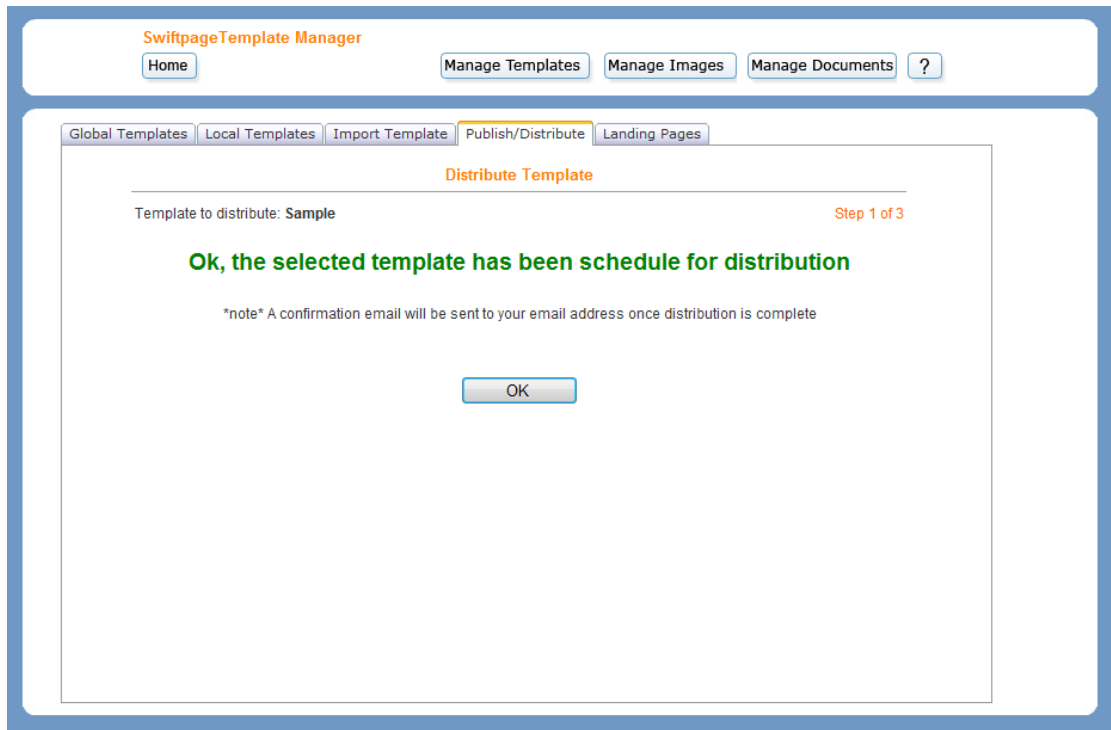 SwiftpageTemplate Manager
Home Manage Templates Manage Images Manage Documents ?
Global Templates Local Templates Import Template Publish/Distribute Landing Pages
Distribute Template
Template to distribute: Sample Step 1 of 3
Ok, the selected template has been schedule for distribution
*note* A confirmation email will be sent to your email address once distribution is complete
OK